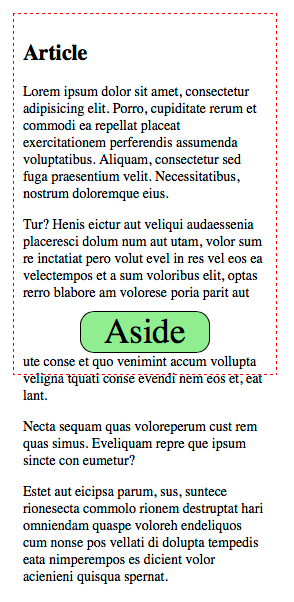 Article
Lorem ipsum dolor sit amet, consectetur
adipisicing elit. Porro, cupiditate rerum et
commodi ea repellat placeat
exercitationem perferendis assumenda
voluptatibus. Aliquam, consectetur sed
fuga praesentium velit. Necessitatibus,
nostrum doloremque eius.
Tur? Henis eictur aut veliqui audaessenia
placeresci dolum num aut utam, volor sum
re inctatiat pero volut evel in res vel eos ea
velectempos et a sum voloribus elit, optas
rerro blabore am volorese poria parit aut
Aside
ute conse et quo venimint accum vollupta
veligna tquati conse evendi nem eos et, eat
lant.
Necta sequam quas voloreperum cust rem
quas simus. Eveliquam repre que ipsum
sincte con eumetur?
Estet aut eicipsa parum, sus, suntece
rionesecta commolo rionem destruptat hari
omniendam quaspe voloreh endeliquos
cum nonse pos vellati di dolupta tempedis
eata nimperempos es dicient volor
acienieni quisqua spernat.